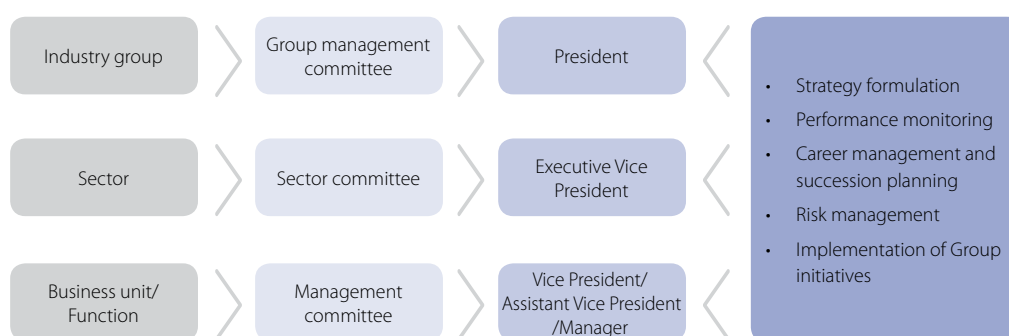 Industry group
Group management
committee
President
Sector
Sector committee
Executive Vice
President
Business unit/
Function
Management
committee
Vice President/
Assistant Vice President
/Manager
• Strategy formulation
• Performance monitoring
• Career management and
succession planning
• Risk management
• Implementation of Group
initiatives